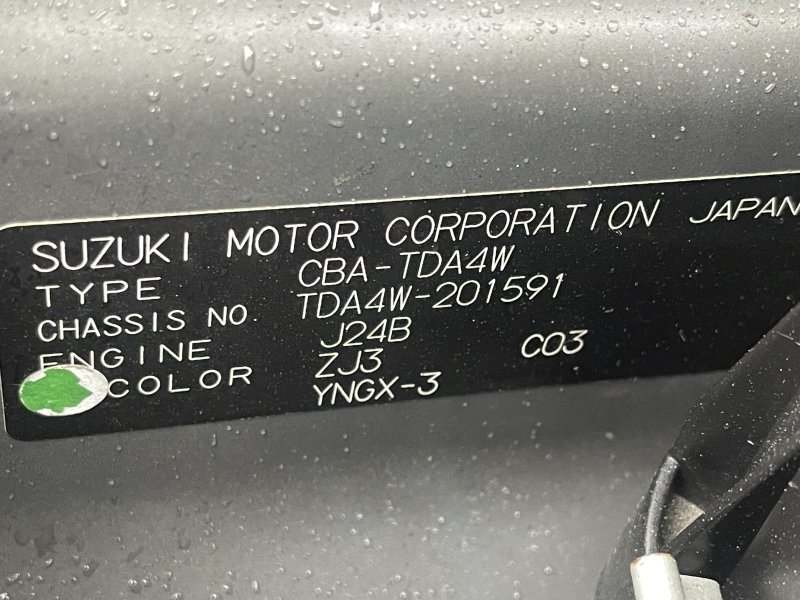 SUZUKI MOTOR CORPORATION JAPAN
TYPE CBA-TDA4W
CHASSIS NO. TDA4W-201591
ENGINE J24B
COLOR ZJ3 C03
YNGX-3